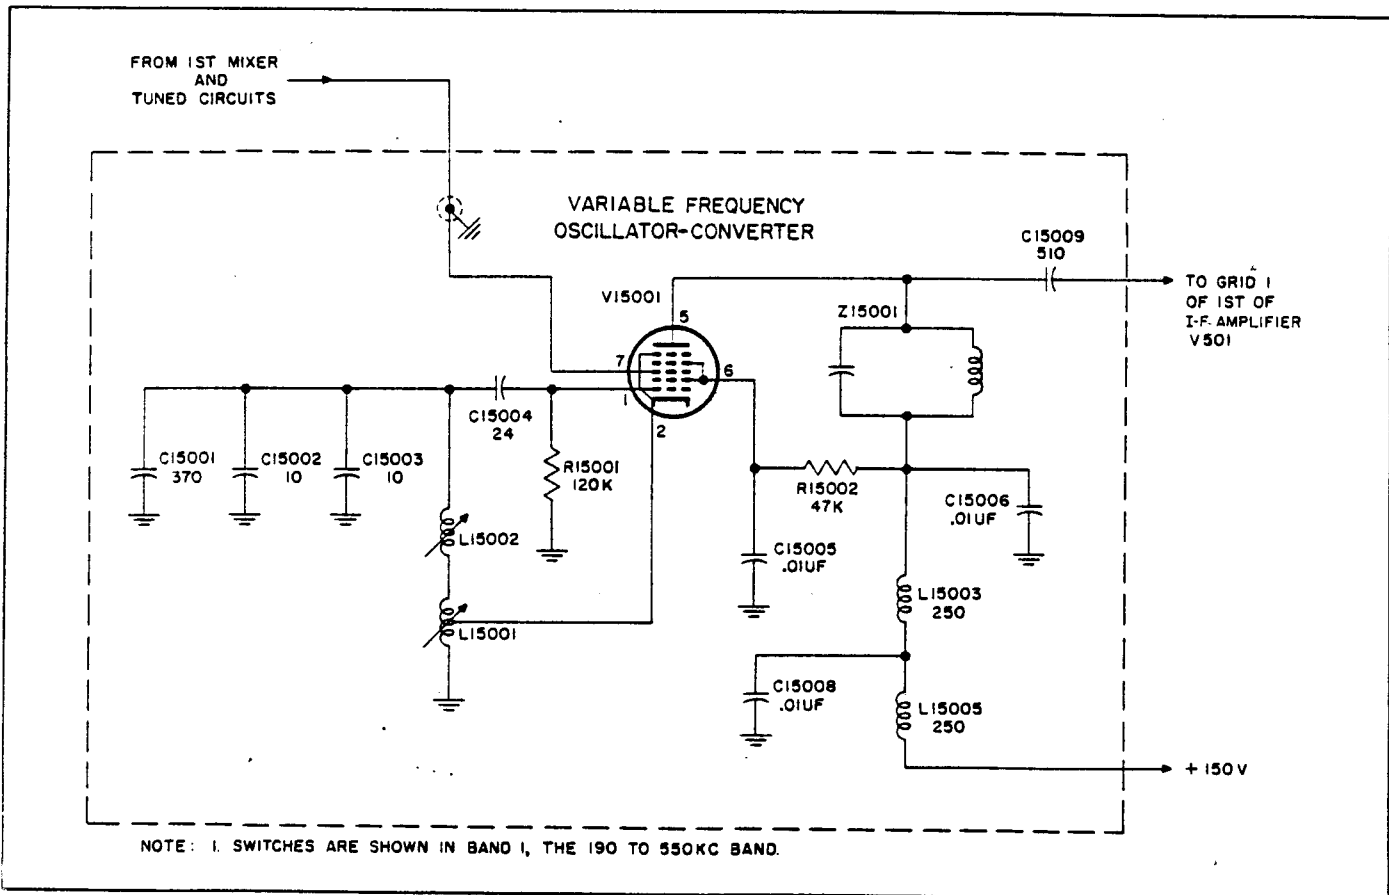 FROM 1ST MIXER
AND
TUNED CIRCUITS
VARIABLE FREQUENCY
OSCILLATOR-CONVERTER
C15009
510
TO GRID 1
OF 1ST OF
I-F AMPLIFIER
V501
V15001
5
Z15001
7
6
1
2
C15004
24
C15001
370
C15002
10
C15003
10
R15001
120K
R15002
47K
C15006
.01UF
L15002
C15005
.01UF
L15003
250
L15001
C15008
.01UF
L15005
250
+ 150V
NOTE: 1. SWITCHES ARE SHOWN IN BAND 1, THE 190 TO 550KC BAND.